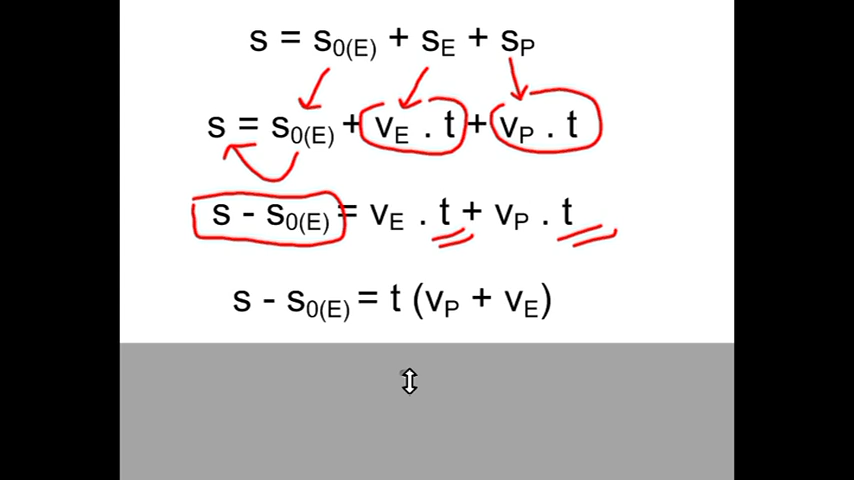 s = s₀₍E₎ + sE + sP
s = s₀₍E₎ + vE . t + vP . t
s - s₀₍E₎ = vE . t + vP . t
s - s₀₍E₎ = t (vP + vE)